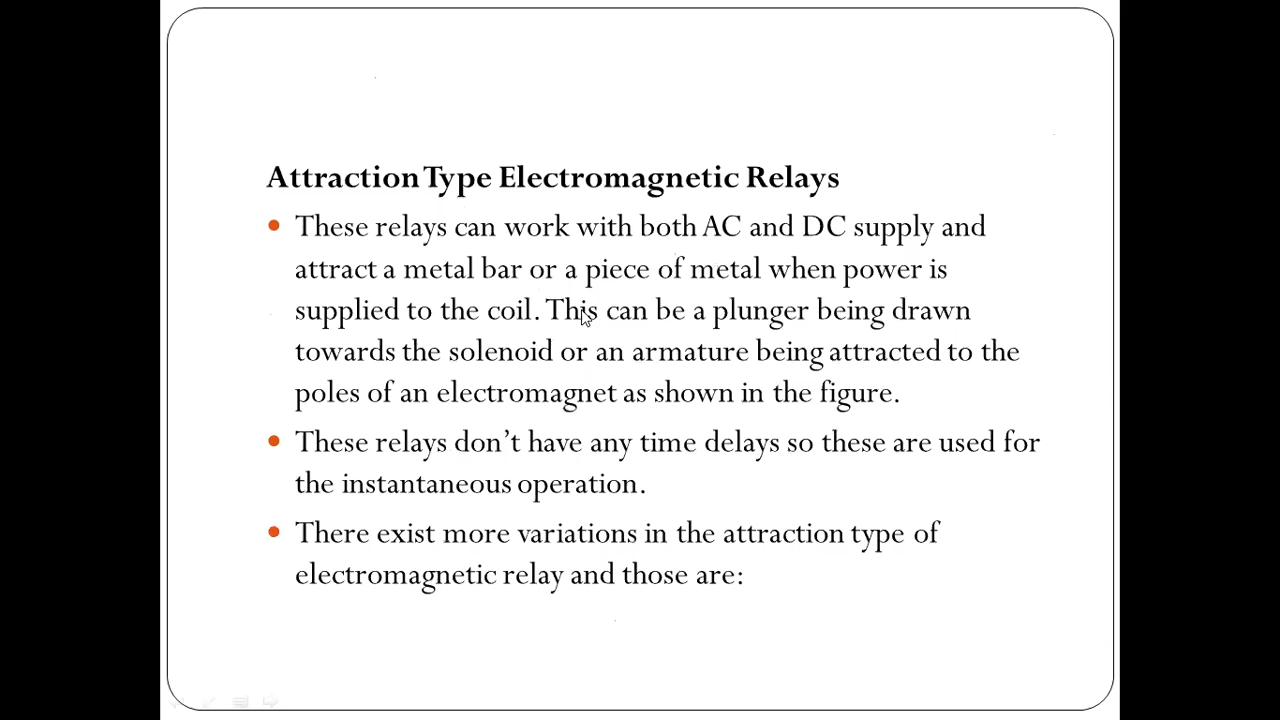 Attraction Type Electromagnetic Relays
• These relays can work with both AC and DC supply and
attract a metal bar or a piece of metal when power is
supplied to the coil. This can be a plunger being drawn
towards the solenoid or an armature being attracted to the
poles of an electromagnet as shown in the figure.
• These relays don’t have any time delays so these are used for
the instantaneous operation.
• There exist more variations in the attraction type of
electromagnetic relay and those are: